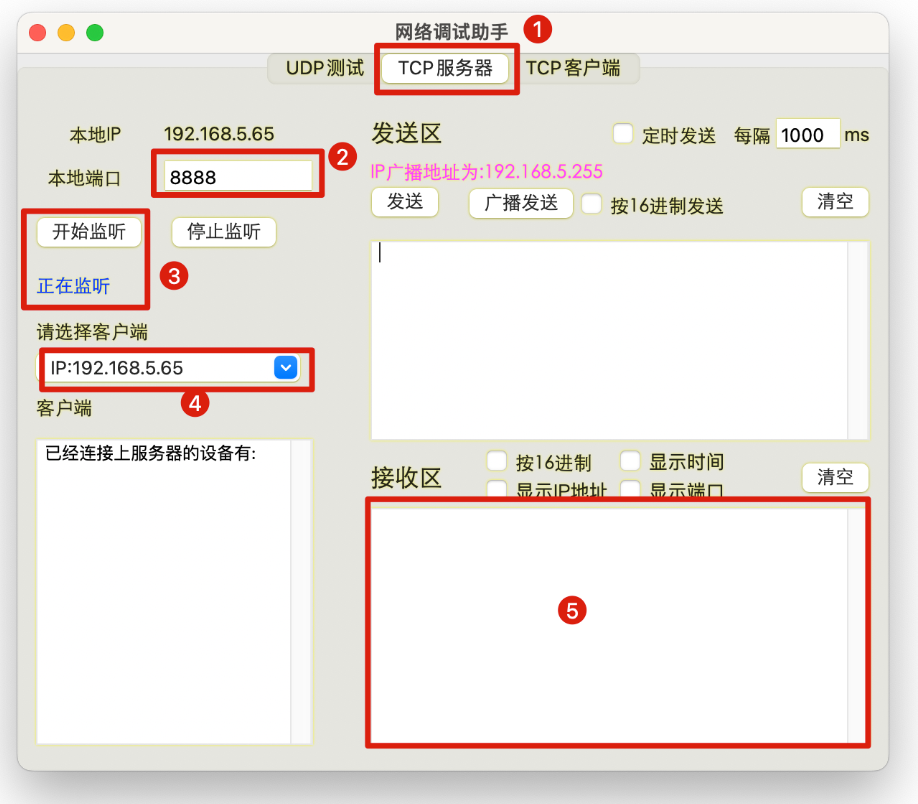 网络调试助手 1
UDP测试 TCP服务器 TCP客户端
本地IP 192.168.5.65
本地端口 8888 2
开始监听 停止监听
正在监听 3
请选择客户端
IP:192.168.5.65
4
客户端
已经连接上服务器的设备有:
发送区 定时发送 每隔 1000 ms
IP广播地址为:192.168.5.255
发送 广播发送 按16进制发送 清空
接收区 按16进制 显示时间 清空
显示IP地址 显示端口
5